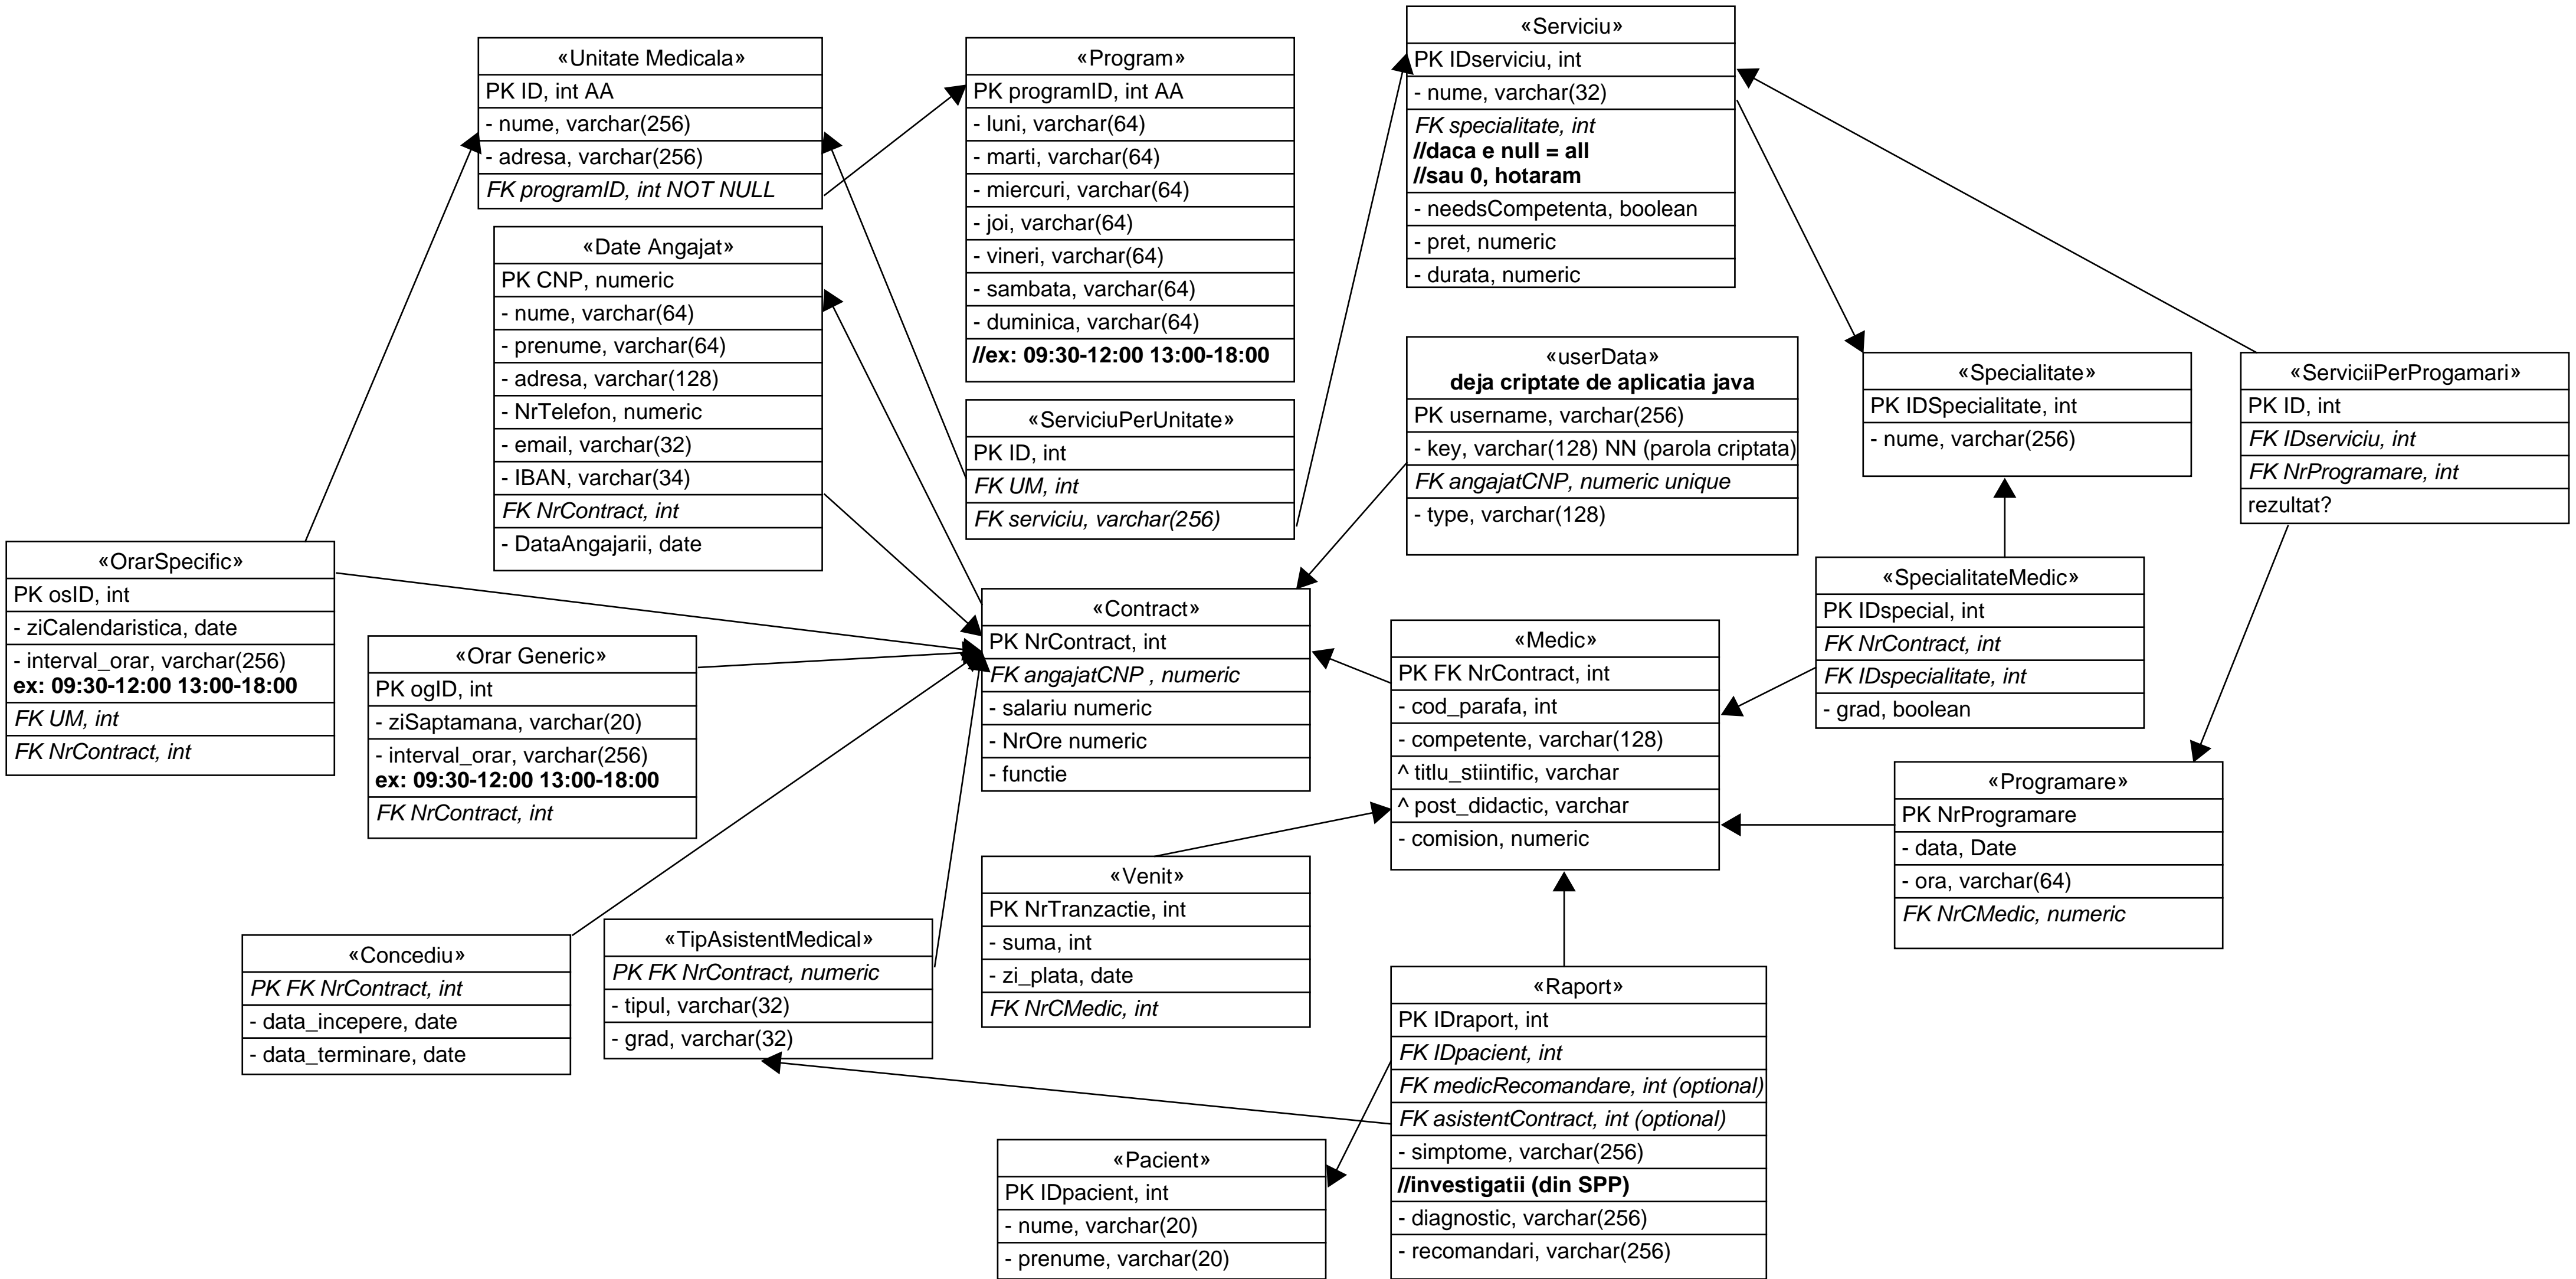 «Unitate Medicala»
PK ID, int AA
- nume, varchar(256)
- adresa, varchar(256)
FK programID, int NOT NULL
«Program»
PK programID, int AA
- luni, varchar(64)
- marti, varchar(64)
- miercuri, varchar(64)
- joi, varchar(64)
- vineri, varchar(64)
- sambata, varchar(64)
- duminica, varchar(64)
//ex: 09:30-12:00 13:00-18:00
«Serviciu»
PK IDserviciu, int
- nume, varchar(32)
FK specialitate, int
//daca e null = all
//sau 0, hotaram
- needsCompetenta, boolean
- pret, numeric
- durata, numeric
«Date Angajat»
PK CNP, numeric
- nume, varchar(64)
- prenume, varchar(64)
- adresa, varchar(128)
- NrTelefon, numeric
- email, varchar(32)
- IBAN, varchar(34)
FK NrContract, int
- DataAngajarii, date
«ServiciuPerUnitate»
PK ID, int
FK UM, int
FK serviciu, varchar(256)
«userData»
deja criptate de aplicatia java
PK username, varchar(256)
- key, varchar(128) NN (parola criptata)
FK angajatCNP, numeric unique
- type, varchar(128)
«Specialitate»
PK IDSpecialitate, int
- nume, varchar(256)
«ServiciiPerProgamari»
PK ID, int
FK IDserviciu, int
FK NrProgramare, int
rezultat?
«OrarSpecific»
PK osID, int
- ziCalendaristica, date
- interval_orar, varchar(256)
ex: 09:30-12:00 13:00-18:00
FK UM, int
FK NrContract, int
«Orar Generic»
PK ogID, int
- ziSaptamana, varchar(20)
- interval_orar, varchar(256)
ex: 09:30-12:00 13:00-18:00
FK NrContract, int
«Contract»
PK NrContract, int
FK angajatCNP , numeric
- salariu numeric
- NrOre numeric
- functie
«Medic»
PK FK NrContract, int
- cod_parafa, int
- competente, varchar(128)
^ titlu_stiintific, varchar
^ post_didactic, varchar
- comision, numeric
«SpecialitateMedic»
PK IDspecial, int
FK NrContract, int
FK IDspecialitate, int
- grad, boolean
«Programare»
PK NrProgramare
- data, Date
- ora, varchar(64)
FK NrCMedic, numeric
«Concediu»
PK FK NrContract, int
- data_incepere, date
- data_terminare, date
«TipAsistentMedical»
PK FK NrContract, numeric
- tipul, varchar(32)
- grad, varchar(32)
«Venit»
PK NrTranzactie, int
- suma, int
- zi_plata, date
FK NrCMedic, int
«Raport»
PK IDraport, int
FK IDpacient, int
FK medicRecomandare, int (optional)
FK asistentContract, int (optional)
- simptome, varchar(256)
//investigatii (din SPP)
- diagnostic, varchar(256)
- recomandari, varchar(256)
«Pacient»
PK IDpacient, int
- nume, varchar(20)
- prenume, varchar(20)